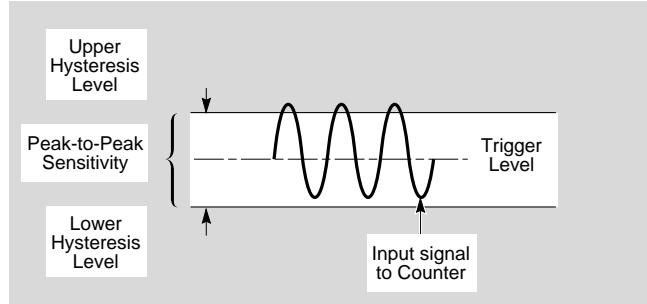 Upper
Hysteresis
Level
Peak-to-Peak
Sensitivity
Trigger
Level
Lower
Hysteresis
Level
Input signal
to Counter